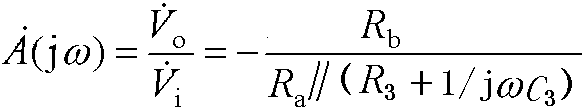 Ȧ(jω) = V̇o / V̇i = − Rb / Ra // (R3 + 1/jωC3)